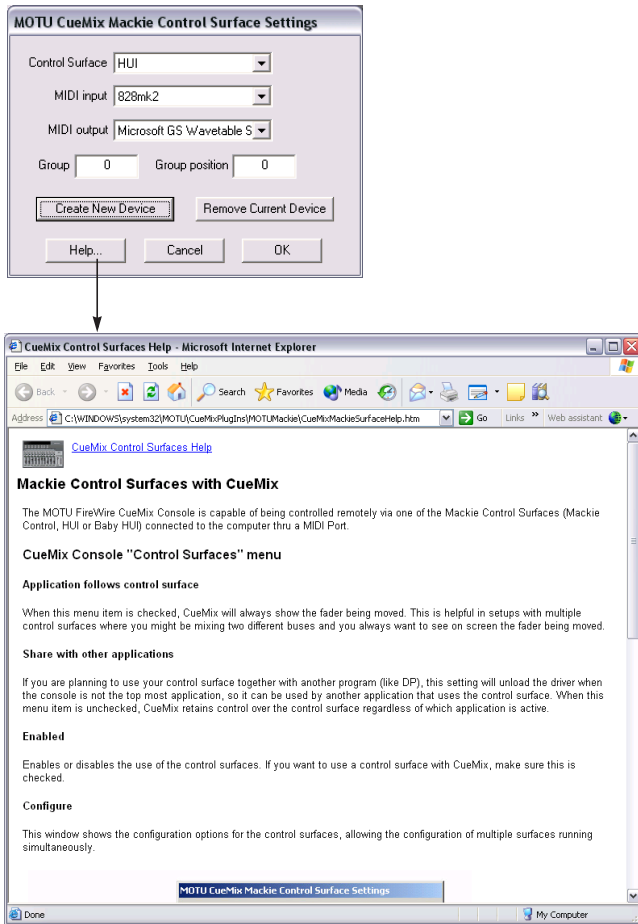 MOTU CueMix Mackie Control Surface Settings
Control Surface HUI
MIDI input 828mk2
MIDI output Microsoft GS Wavetable S
Group 0 Group position 0
Create New Device Remove Current Device
Help... Cancel OK
CueMix Control Surfaces Help - Microsoft Internet Explorer
File Edit View Favorites Tools Help
Back Search Favorites Media
Address C:\WINDOWS\system32\MOTU\CueMixPlugIns\MOTUMackie\CueMixMackieSurfaceHelp.htm Go Links » Web assistant
CueMix Control Surfaces Help
Mackie Control Surfaces with CueMix
The MOTU FireWire CueMix Console is capable of being controlled remotely via one of the Mackie Control Surfaces (Mackie
Control, HUI or Baby HUI) connected to the computer thru a MIDI Port.
CueMix Console "Control Surfaces" menu
Application follows control surface
When this menu item is checked, CueMix will always show the fader being moved. This is helpful in setups with multiple
control surfaces where you might be mixing two different buses and you always want to see on screen the fader being moved.
Share with other applications
If you are planning to use your control surface together with another program (like DP), this setting will unload the driver when
the console is not the top most application, so it can be used by another application that uses the control surface. When this
menu item is unchecked, CueMix retains control over the control surface regardless of which application is active.
Enabled
Enables or disables the use of the control surfaces. If you want to use a control surface with CueMix, make sure this is
checked.
Configure
This window shows the configuration options for the control surfaces, allowing the configuration of multiple surfaces running
simultaneously.
MOTU CueMix Mackie Control Surface Settings
Done My Computer